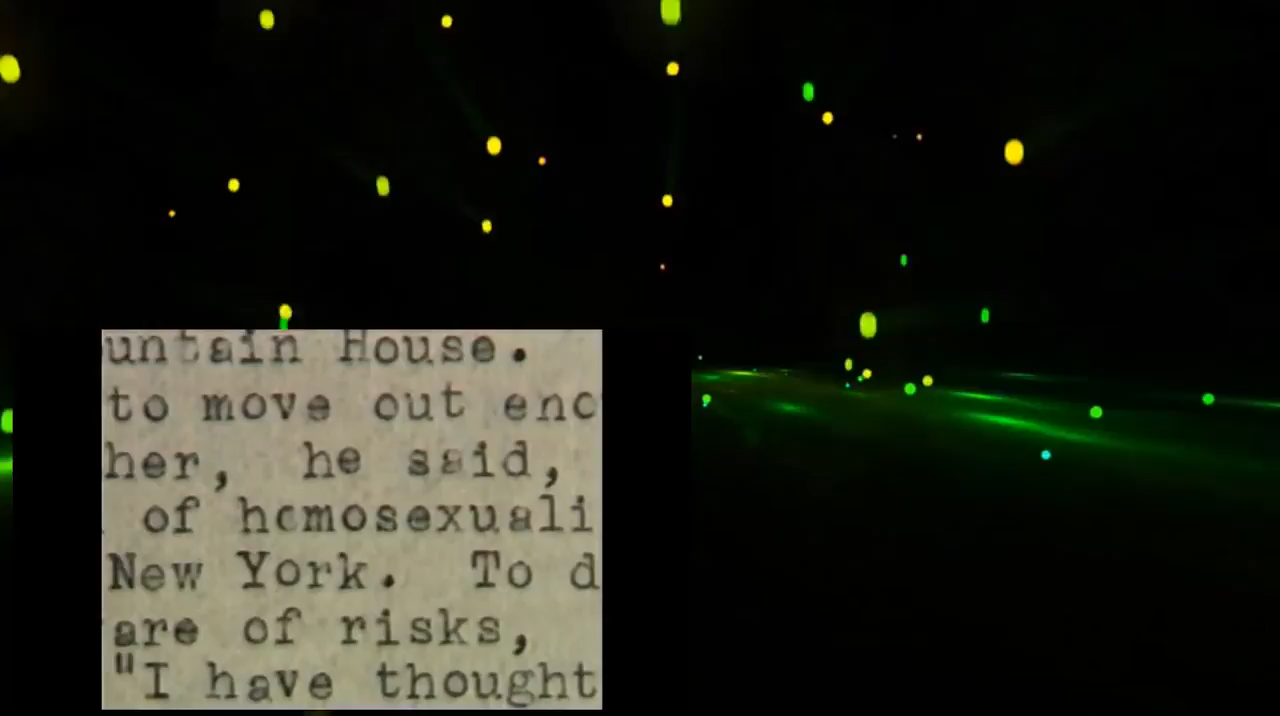 untain House.
to move out enc
her, he said,
of homosexuali
New York. To d
are of risks,
"I have thought